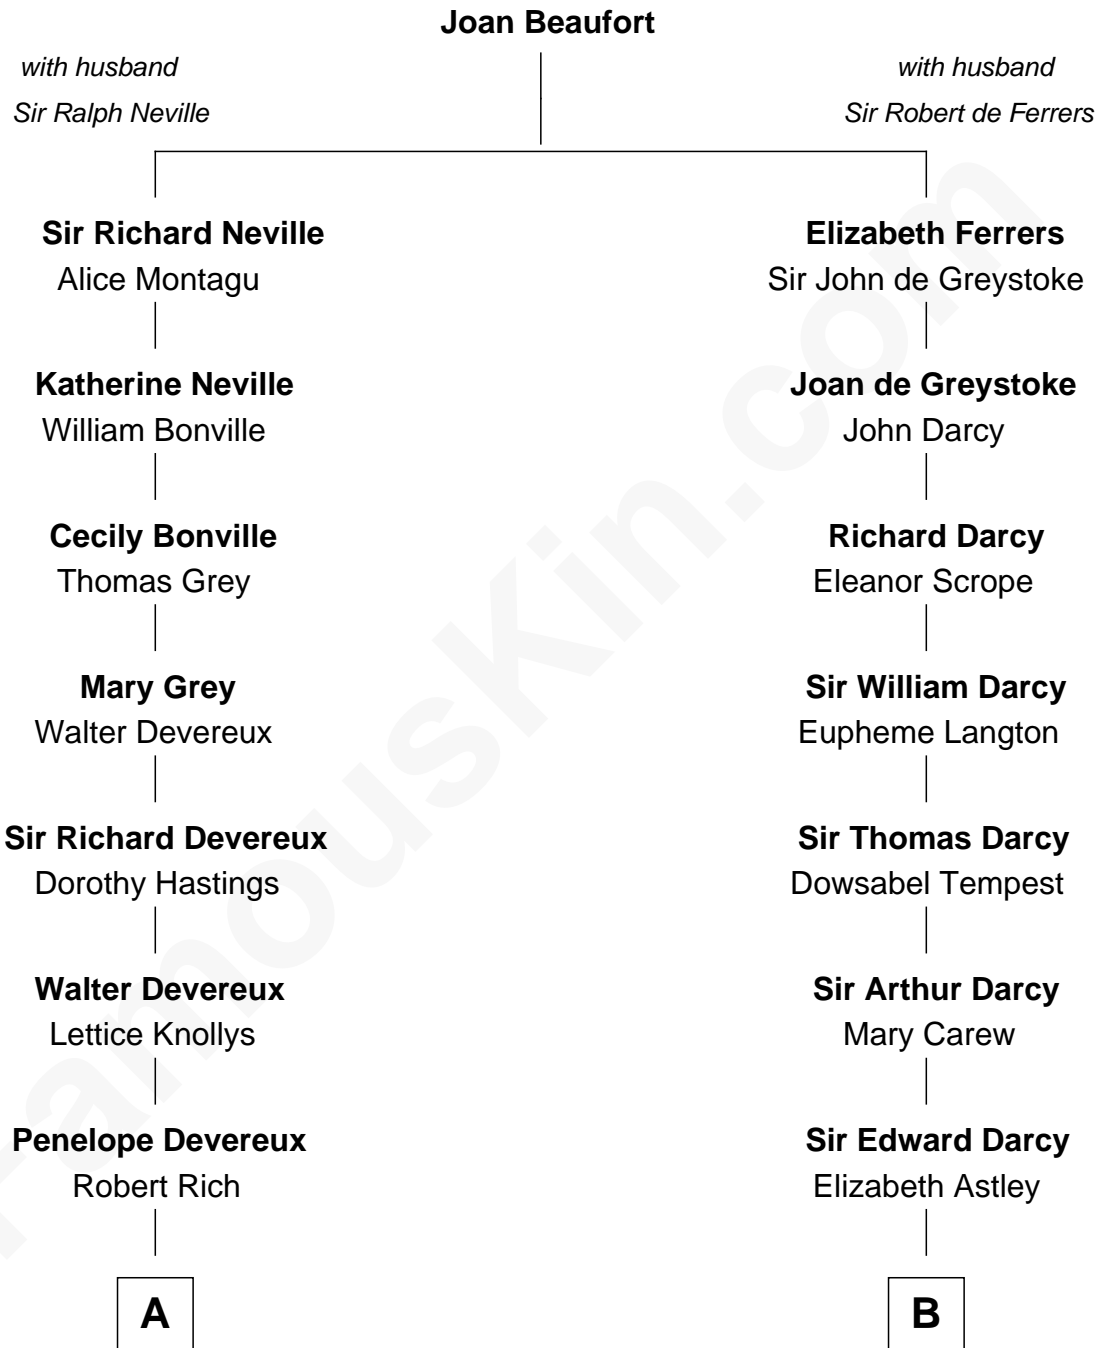 Joan Beaufort
with husband
Sir Ralph Neville
with husband
Sir Robert de Ferrers
Sir Richard Neville
Alice Montagu
Katherine Neville
William Bonville
Cecily Bonville
Thomas Grey
Mary Grey
Walter Devereux
Sir Richard Devereux
Dorothy Hastings
Walter Devereux
Lettice Knollys
Penelope Devereux
Robert Rich
A
Elizabeth Ferrers
Sir John de Greystoke
Joan de Greystoke
John Darcy
Richard Darcy
Eleanor Scrope
Sir William Darcy
Eupheme Langton
Sir Thomas Darcy
Dowsabel Tempest
Sir Arthur Darcy
Mary Carew
Sir Edward Darcy
Elizabeth Astley
B
FamousKin.com